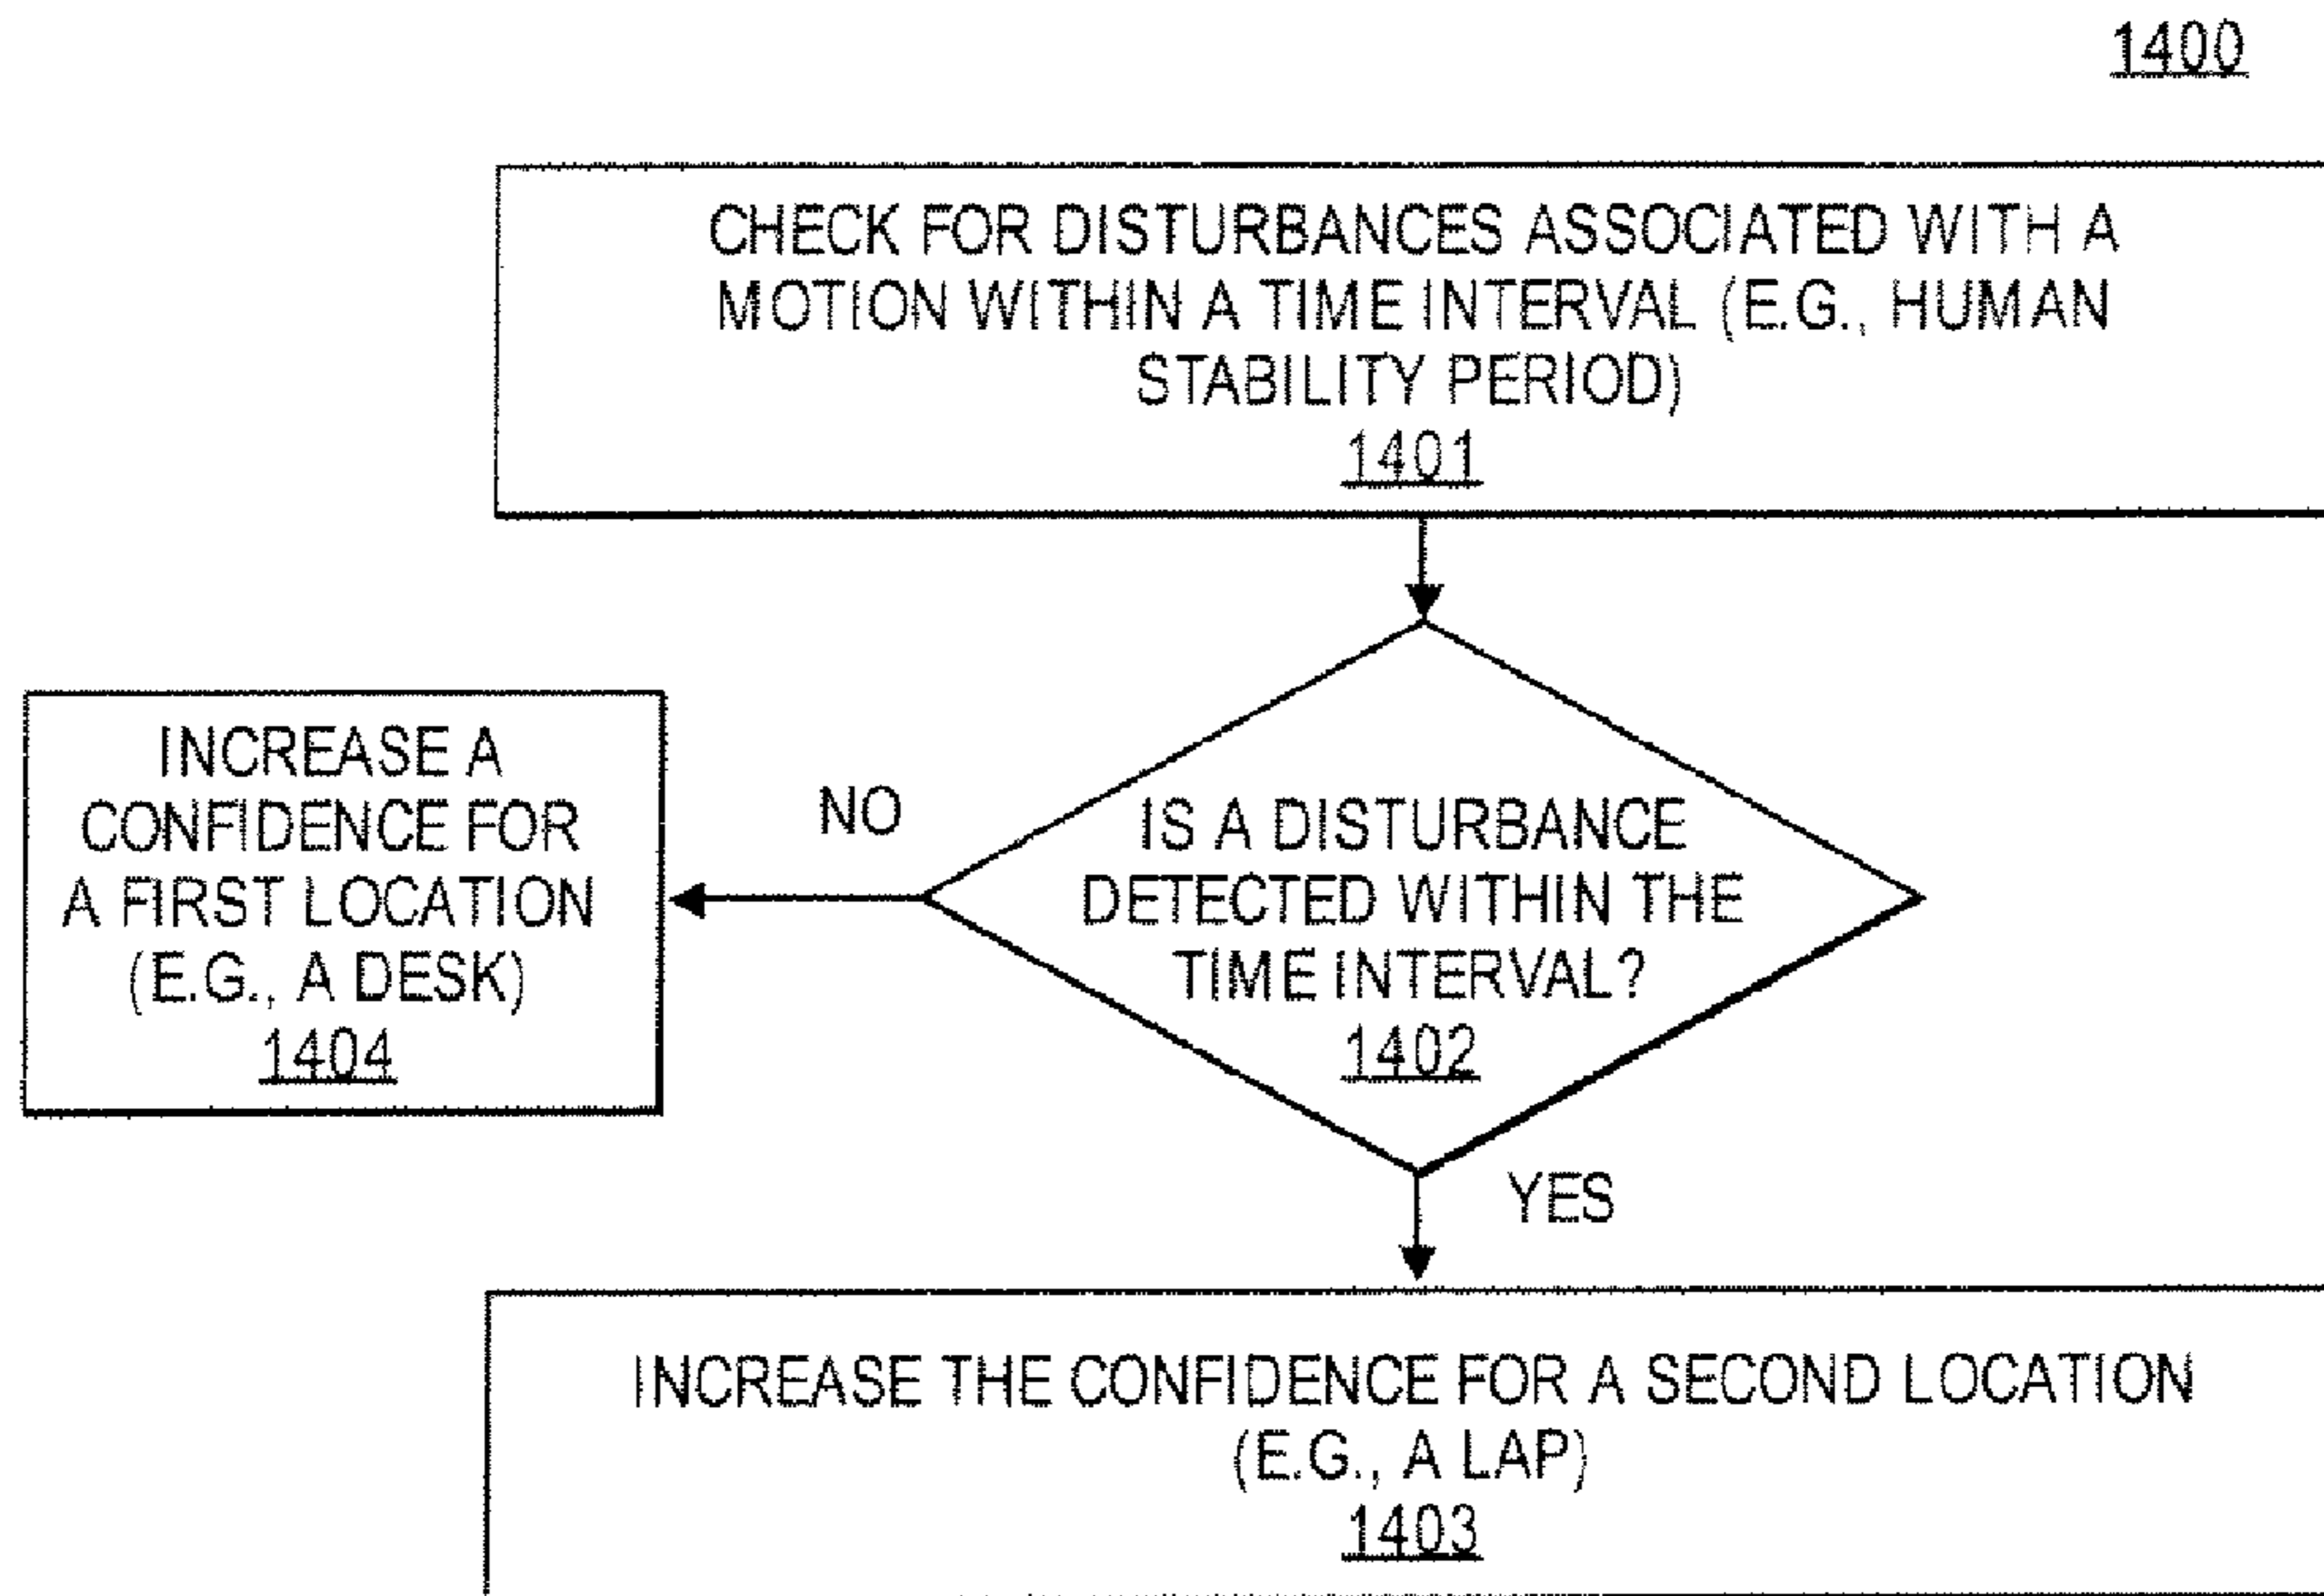 1400
CHECK FOR DISTURBANCES ASSOCIATED WITH A
MOTION WITHIN A TIME INTERVAL (E.G., HUMAN
STABILITY PERIOD)
1401
IS A DISTURBANCE
DETECTED WITHIN THE
TIME INTERVAL?
1402
NO
INCREASE A
CONFIDENCE FOR
A FIRST LOCATION
(E.G., A DESK)
1404
YES
INCREASE THE CONFIDENCE FOR A SECOND LOCATION
(E.G., A LAP)
1403